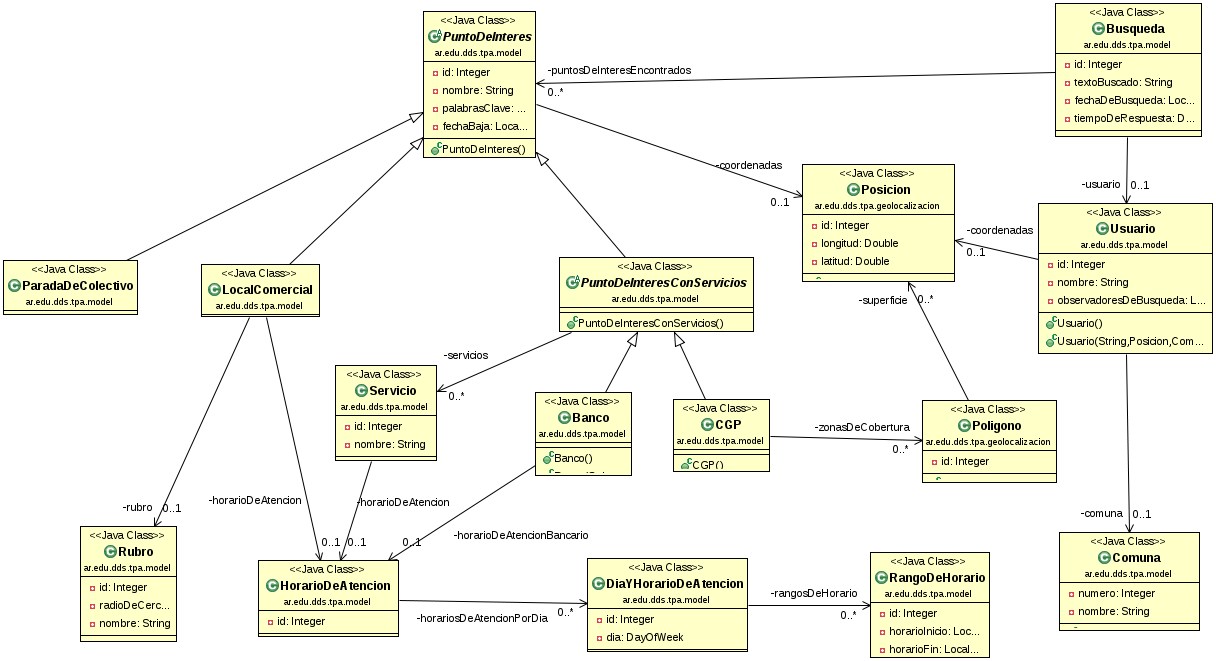 <<Java Class>>
PuntoDeInteres
ar.edu.dds.tpa.model
id: Integer
nombre: String
palabrasClave: ...
fechaBaja: Loca...
PuntoDeInteres()
<<Java Class>>
Busqueda
ar.edu.dds.tpa.model
id: Integer
textoBuscado: String
fechaDeBusqueda: Loc...
tiempoDeRespuesta: D...
-puntosDeInteresEncontrados
0..*
-coordenadas
0..1
<<Java Class>>
Posicion
ar.edu.dds.tpa.geolocalizacion
id: Integer
longitud: Double
latitud: Double
-usuario
0..1
<<Java Class>>
Usuario
ar.edu.dds.tpa.model
id: Integer
nombre: String
observadoresDeBusqueda: L...
Usuario()
Usuario(String,Posicion,Com...
-coordenadas
0..1
<<Java Class>>
ParadaDeColectivo
ar.edu.dds.tpa.model
<<Java Class>>
LocalComercial
ar.edu.dds.tpa.model
<<Java Class>>
PuntoDeInteresConServicios
ar.edu.dds.tpa.model
PuntoDeInteresConServicios()
-superficie
0..*
-servicios
0..*
<<Java Class>>
Servicio
ar.edu.dds.tpa.model
id: Integer
nombre: String
<<Java Class>>
Banco
ar.edu.dds.tpa.model
Banco()
<<Java Class>>
CGP
ar.edu.dds.tpa.model
CGP()
-zonasDeCobertura
0..*
<<Java Class>>
Poligono
ar.edu.dds.tpa.geolocalizacion
id: Integer
-rubro
0..1
-horarioDeAtencion
0..1
-horarioDeAtencion
0..1
-horarioDeAtencionBancario
0..1
-comuna
0..1
<<Java Class>>
Rubro
ar.edu.dds.tpa.model
id: Integer
radioDeCerc...
nombre: String
<<Java Class>>
HorarioDeAtencion
ar.edu.dds.tpa.model
id: Integer
-horariosDeAtencionPorDia
0..*
<<Java Class>>
DiaYHorarioDeAtencion
ar.edu.dds.tpa.model
id: Integer
dia: DayOfWeek
-rangosDeHorario
0..*
<<Java Class>>
RangoDeHorario
ar.edu.dds.tpa.model
id: Integer
horarioInicio: Loc...
horarioFin: Local...
<<Java Class>>
Comuna
ar.edu.dds.tpa.model
numero: Integer
nombre: String